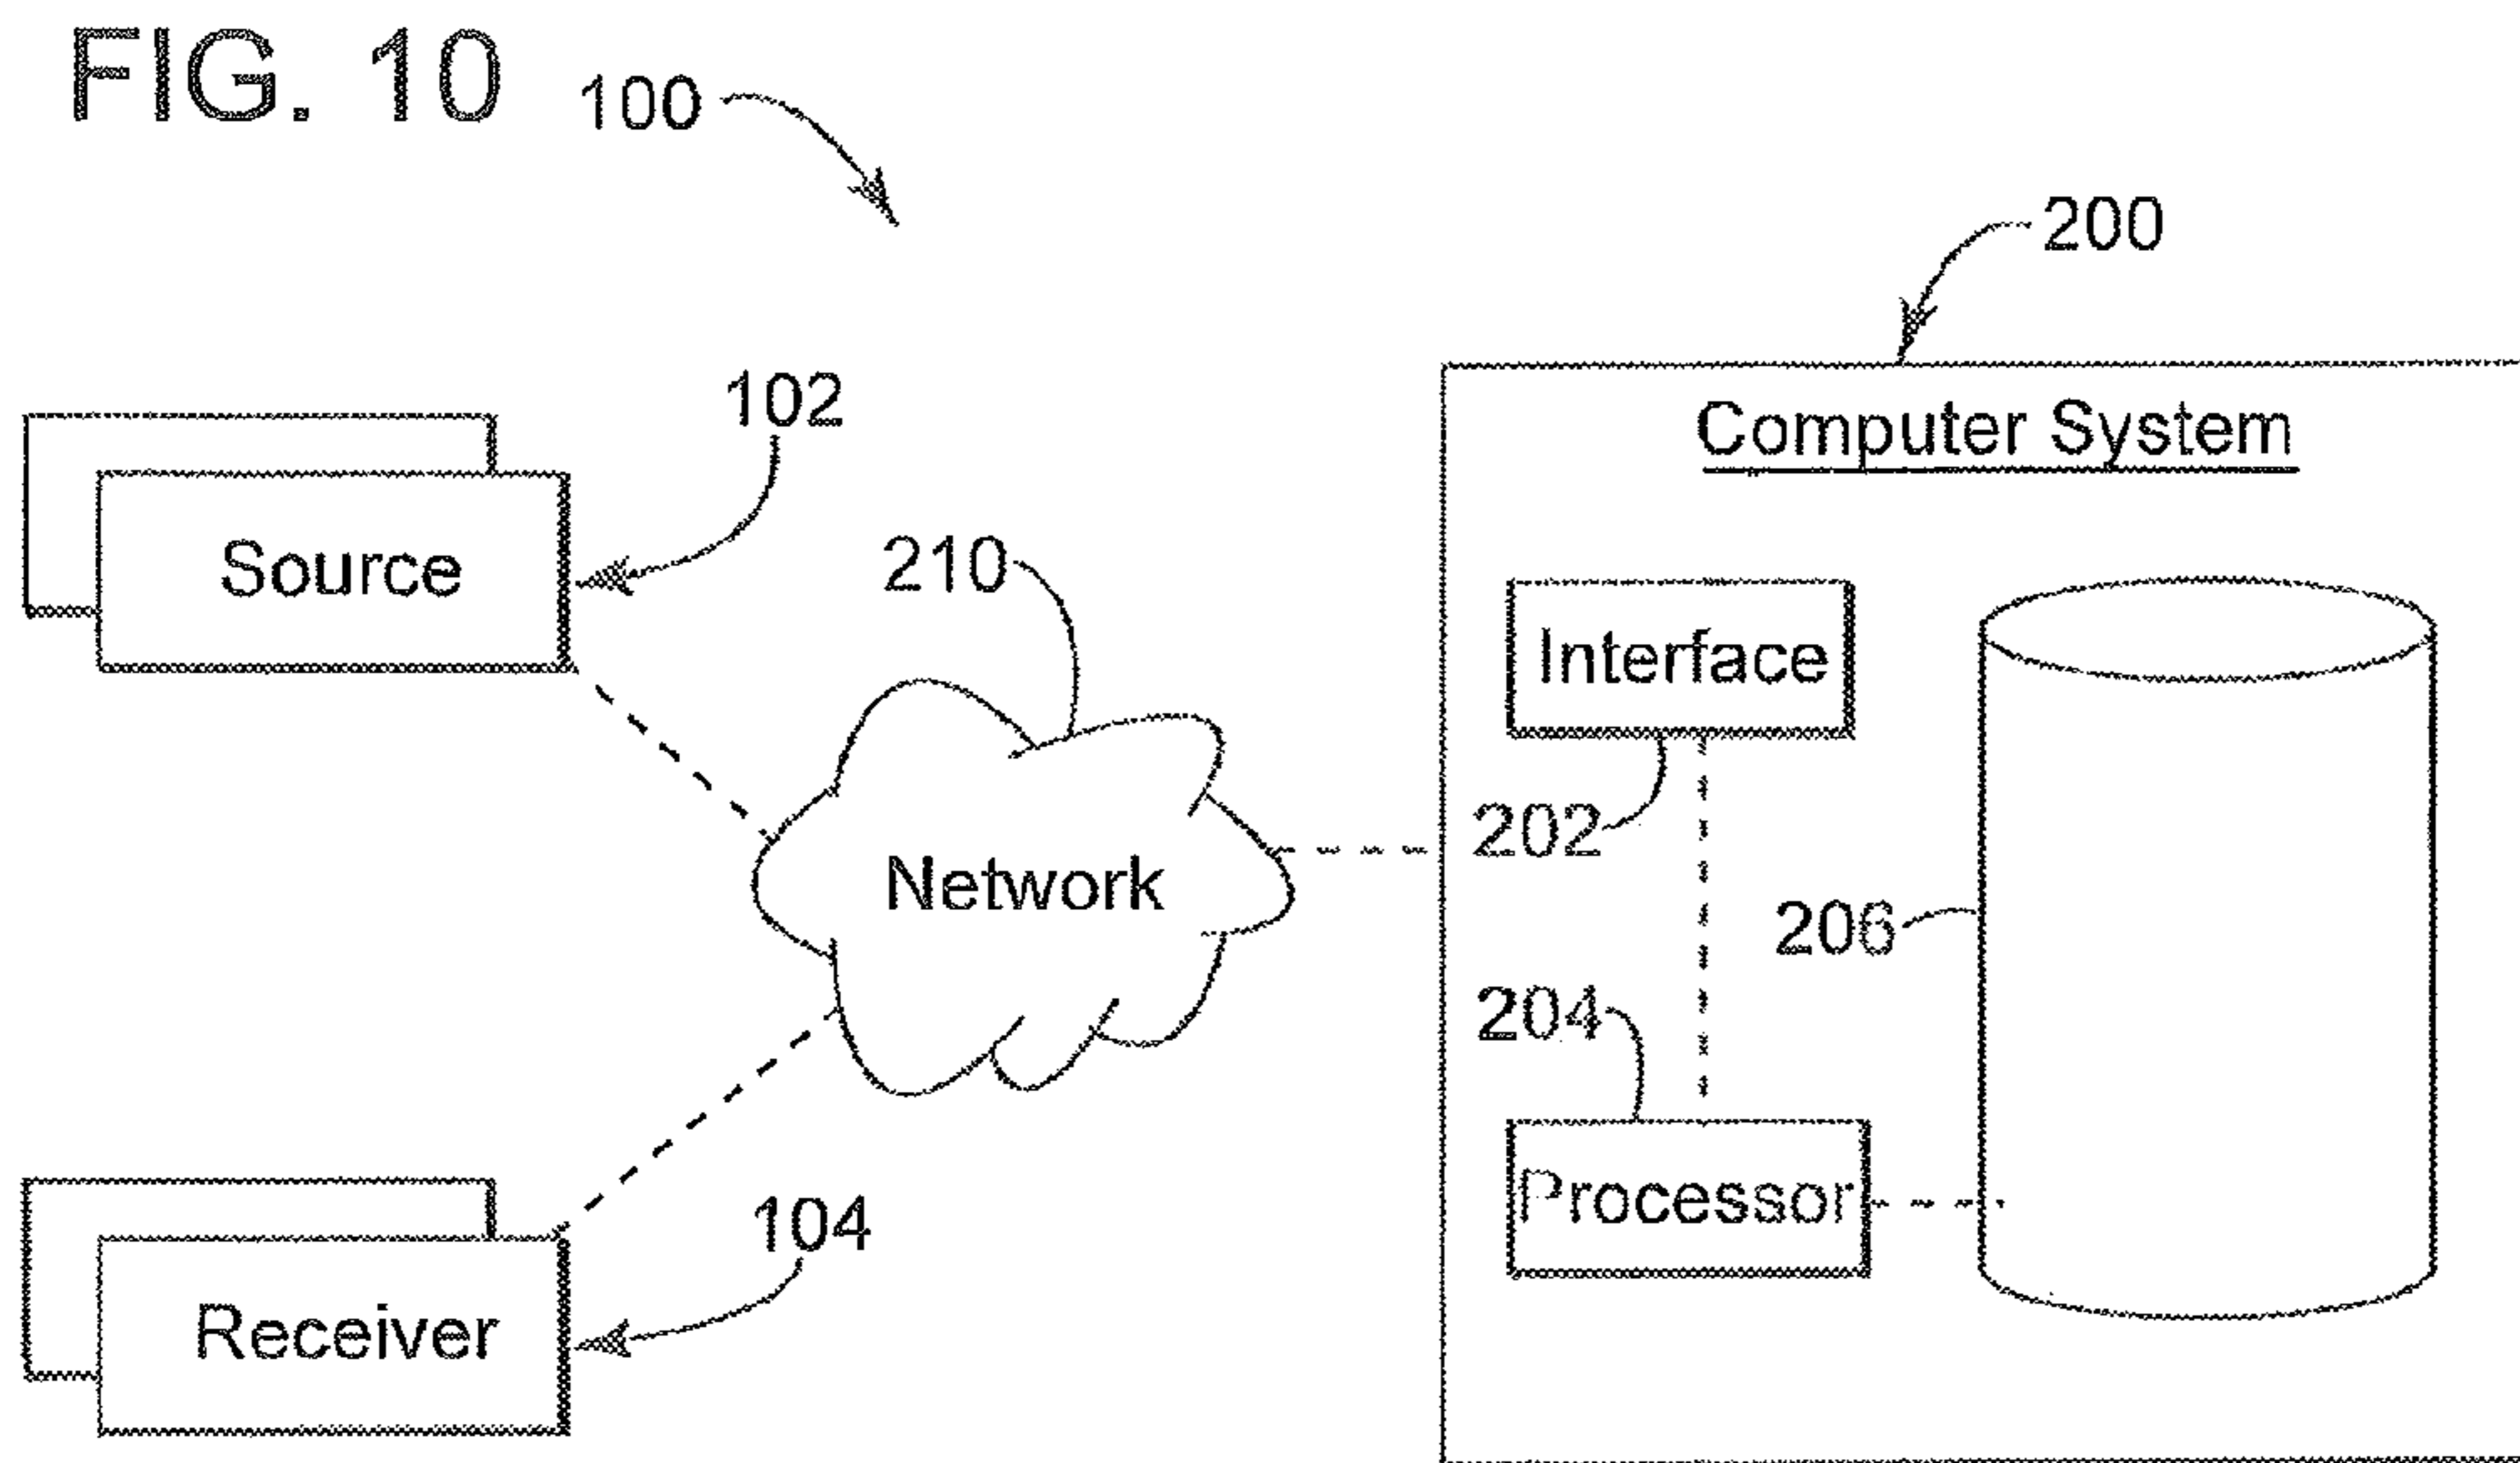 FIG. 10
100
200
102
Computer System
Source
210
Interface
202
Network
206
204
Processor
104
Receiver